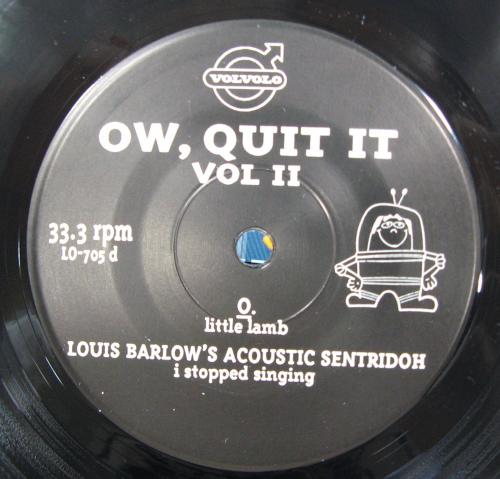 VOLVOLO
OW, QUIT IT
VOL II
33.3 rpm
LO-705 d
O.
little lamb
LOUIS BARLOW'S ACOUSTIC SENTRIDOH
i stopped singing